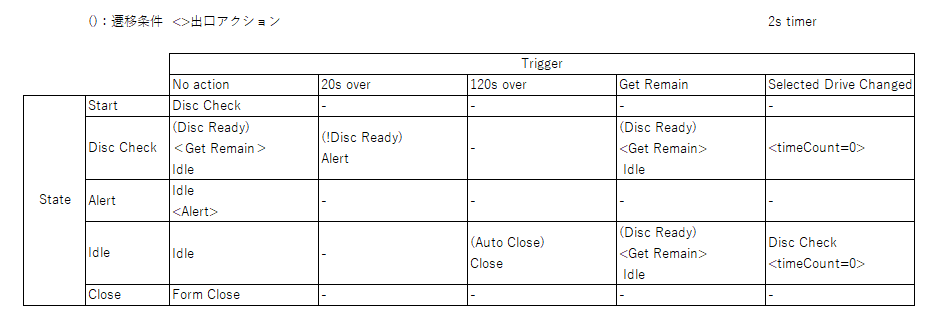 ()：遷移条件 <>出口アクション 2s timer
Trigger
No action 20s over 120s over Get Remain Selected Drive Changed
Start Disc Check - - - -
(Disc Ready) (!Disc Ready) (Disc Ready)
Disc Check <Get Remain> Alert - <Get Remain> <timeCount=0>
Idle Idle
Idle
State Alert - - - -
<Alert>
(Disc Ready)
(Auto Close) Disc Check
Idle Idle - Close <Get Remain> <timeCount=0>
Idle
Close Form Close - - - -